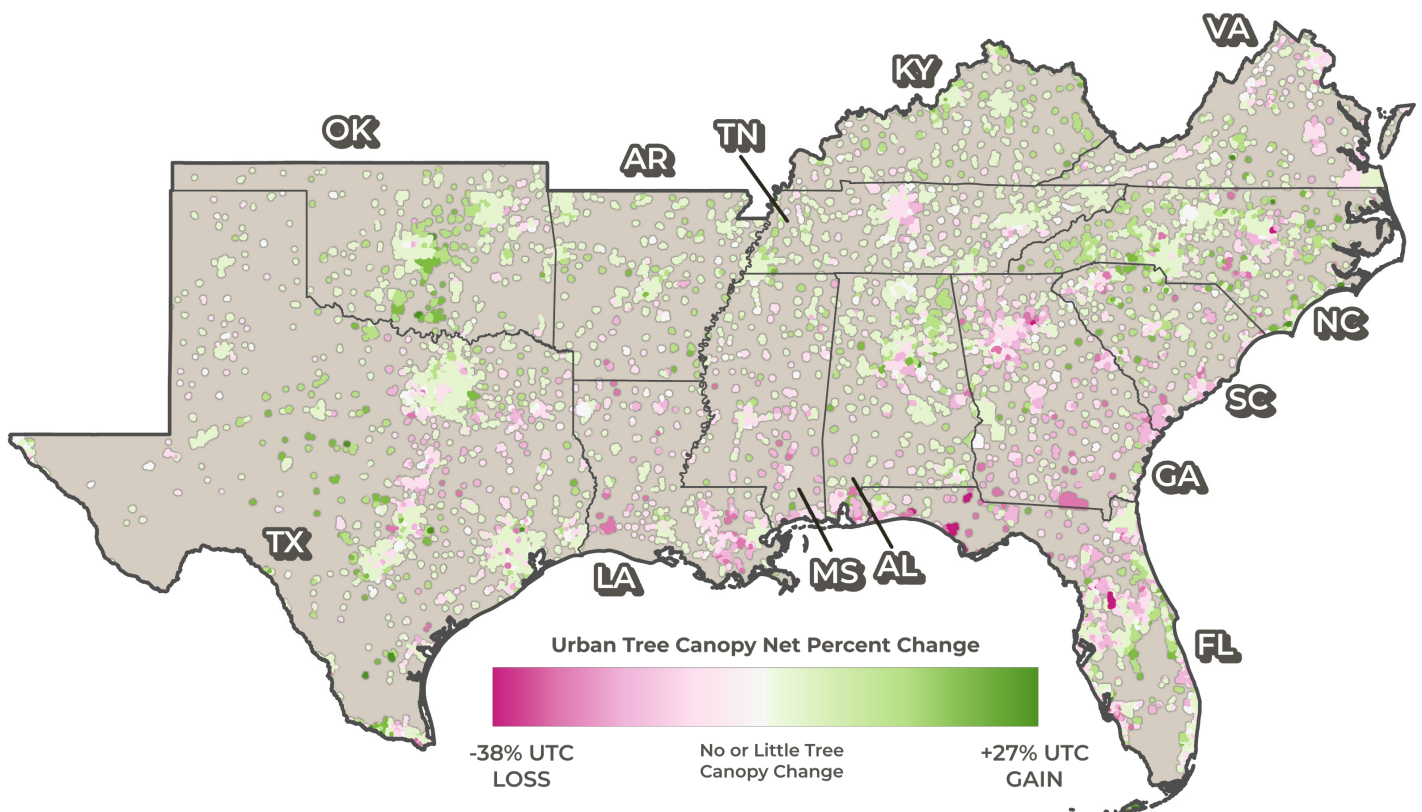 VA
KY
OK
TN
AR
NC
SC
GA
TX
LA
MS
AL
FL
Urban Tree Canopy Net Percent Change
-38% UTC
LOSS
No or Little Tree
Canopy Change
+27% UTC
GAIN